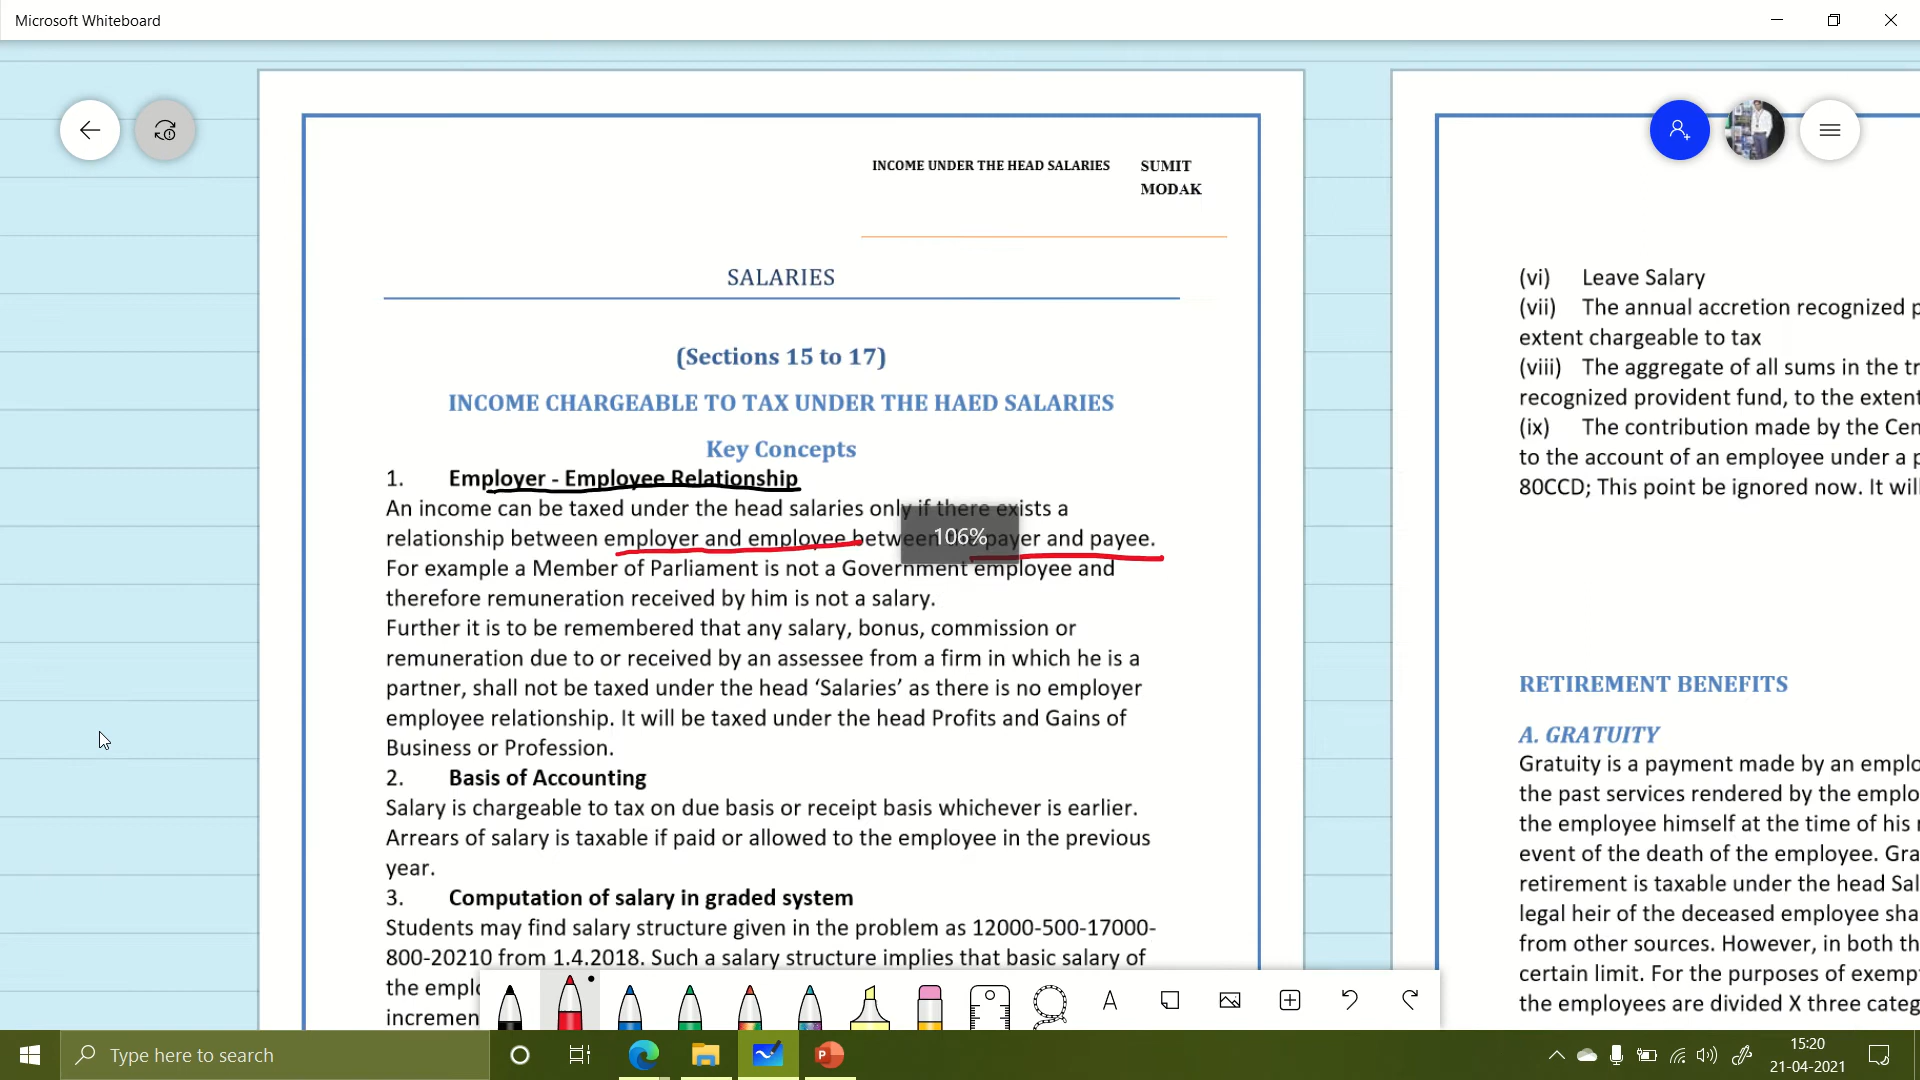 Microsoft Whiteboard
INCOME UNDER THE HEAD SALARIES
SUMIT
MODAK
SALARIES
(Sections 15 to 17)
INCOME CHARGEABLE TO TAX UNDER THE HAED SALARIES
Key Concepts
1. Employer - Employee Relationship
An income can be taxed under the head salaries only if there exists a
relationship between employer and employee between payer and payee.
106%
For example a Member of Parliament is not a Government employee and
therefore remuneration received by him is not a salary.
Further it is to be remembered that any salary, bonus, commission or
remuneration due to or received by an assessee from a firm in which he is a
partner, shall not be taxed under the head ‘Salaries’ as there is no employer
employee relationship. It will be taxed under the head Profits and Gains of
Business or Profession.
2. Basis of Accounting
Salary is chargeable to tax on due basis or receipt basis whichever is earlier.
Arrears of salary is taxable if paid or allowed to the employee in the previous
year.
3. Computation of salary in graded system
Students may find salary structure given in the problem as 12000-500-17000-
800-20210 from 1.4.2018. Such a salary structure implies that basic salary of
the empl
incremen
(vi) Leave Salary
(vii) The annual accretion recognized p
extent chargeable to tax
(viii) The aggregate of all sums in the tr
recognized provident fund, to the extent
(ix) The contribution made by the Cen
to the account of an employee under a p
80CCD; This point be ignored now. It wil
RETIREMENT BENEFITS
A. GRATUITY
Gratuity is a payment made by an emplo
the past services rendered by the emplo
the employee himself at the time of his r
event of the death of the employee. Gra
retirement is taxable under the head Sal
legal heir of the deceased employee sha
from other sources. However, in both th
certain limit. For the purposes of exemp
the employees are divided X three categ
Type here to search
15:20
21-04-2021